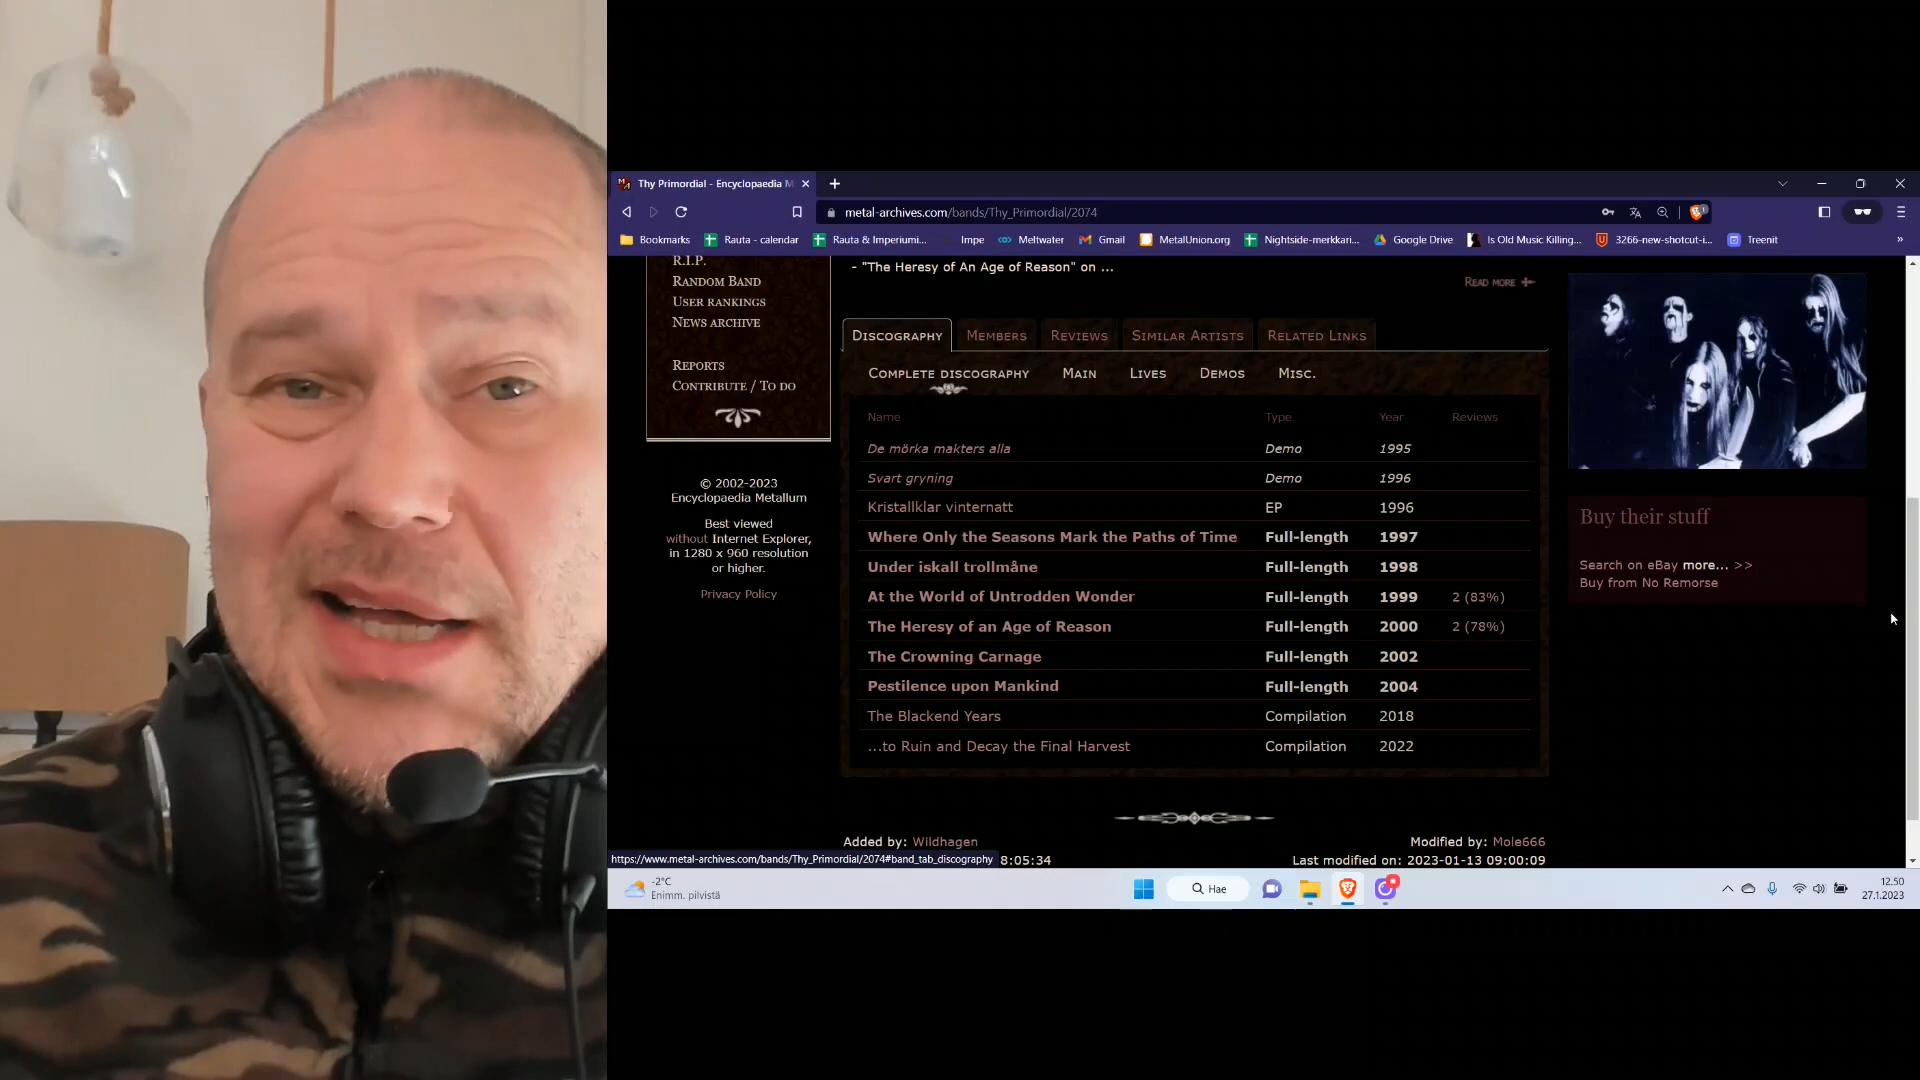 Thy Primordial - Encyclopaedia M
metal-archives.com/bands/Thy_Primordial/2074
Bookmarks Rauta - calendar Rauta & Imperiumi... Impe Meltwater Gmail MetalUnion.org Nightside-merkkari... Google Drive Is Old Music Killing... 3266-new-shotcut-i... Treenit »
R.I.P.
Random Band
User rankings
News archive
Reports
Contribute / To do
© 2002-2023
Encyclopaedia Metallum
Best viewed
without Internet Explorer,
in 1280 x 960 resolution
or higher.
Privacy Policy
- "The Heresy of An Age of Reason" on ...
Read more
Discography Members Reviews Similar Artists Related Links
Complete discography Main Lives Demos Misc.
Name Type Year Reviews
De mörka makters alla Demo 1995
Svart gryning Demo 1996
Kristallklar vinternatt EP 1996
Where Only the Seasons Mark the Paths of Time Full-length 1997
Under iskall trollmåne Full-length 1998
At the World of Untrodden Wonder Full-length 1999 2 (83%)
The Heresy of an Age of Reason Full-length 2000 2 (78%)
The Crowning Carnage Full-length 2002
Pestilence upon Mankind Full-length 2004
The Blackend Years Compilation 2018
...to Ruin and Decay the Final Harvest Compilation 2022
Buy their stuff
Search on eBay more... >>
Buy from No Remorse
Added by: Wildhagen Modified by: Mole666
https://www.metal-archives.com/bands/Thy_Primordial/2074#band_tab_discography 8:05:34 Last modified on: 2023-01-13 09:00:09
-2°C
Enimm. pilvistä
Hae
12.50
27.1.2023